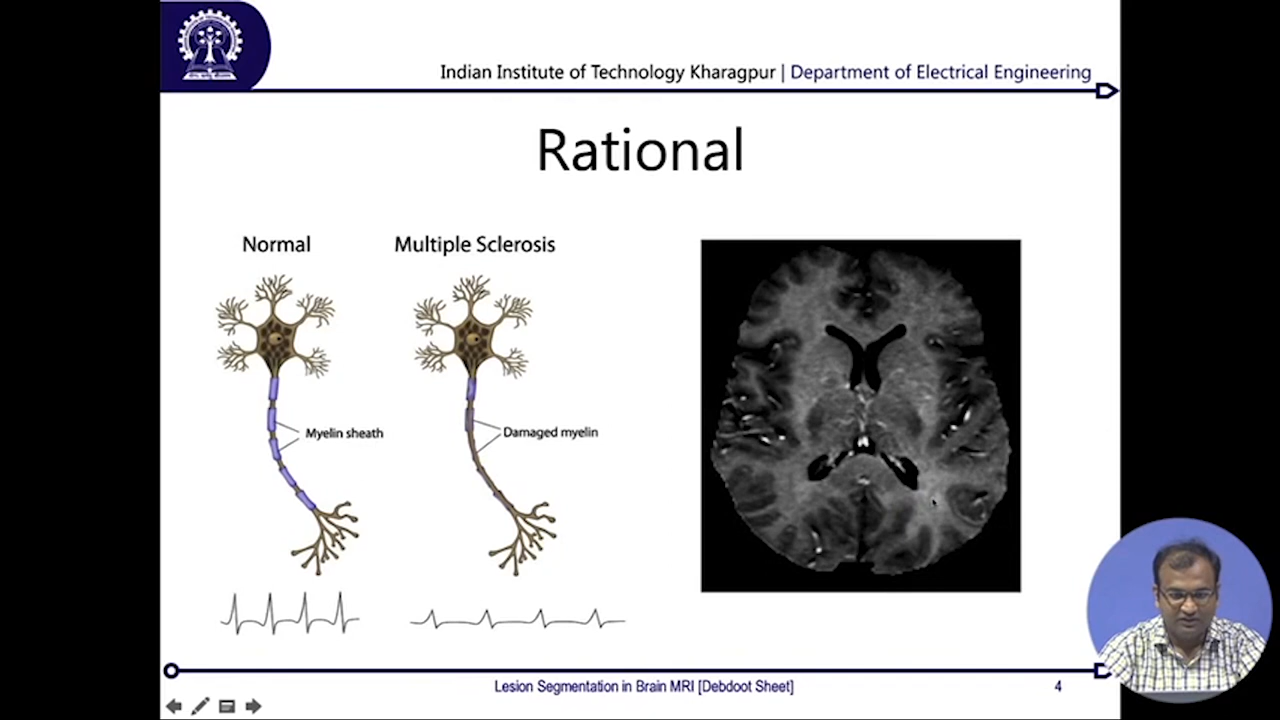 Indian Institute of Technology Kharagpur | Department of Electrical Engineering
Rational
Normal
Multiple Sclerosis
Myelin sheath
Damaged myelin
Lesion Segmentation in Brain MRI [Debdoot Sheet]
4